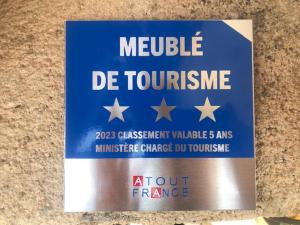 MEUBLÉ
DE TOURISME
2023 CLASSEMENT VALABLE 5 ANS
MINISTÈRE CHARGÉ DU TOURISME
ATOUT
FRANCE